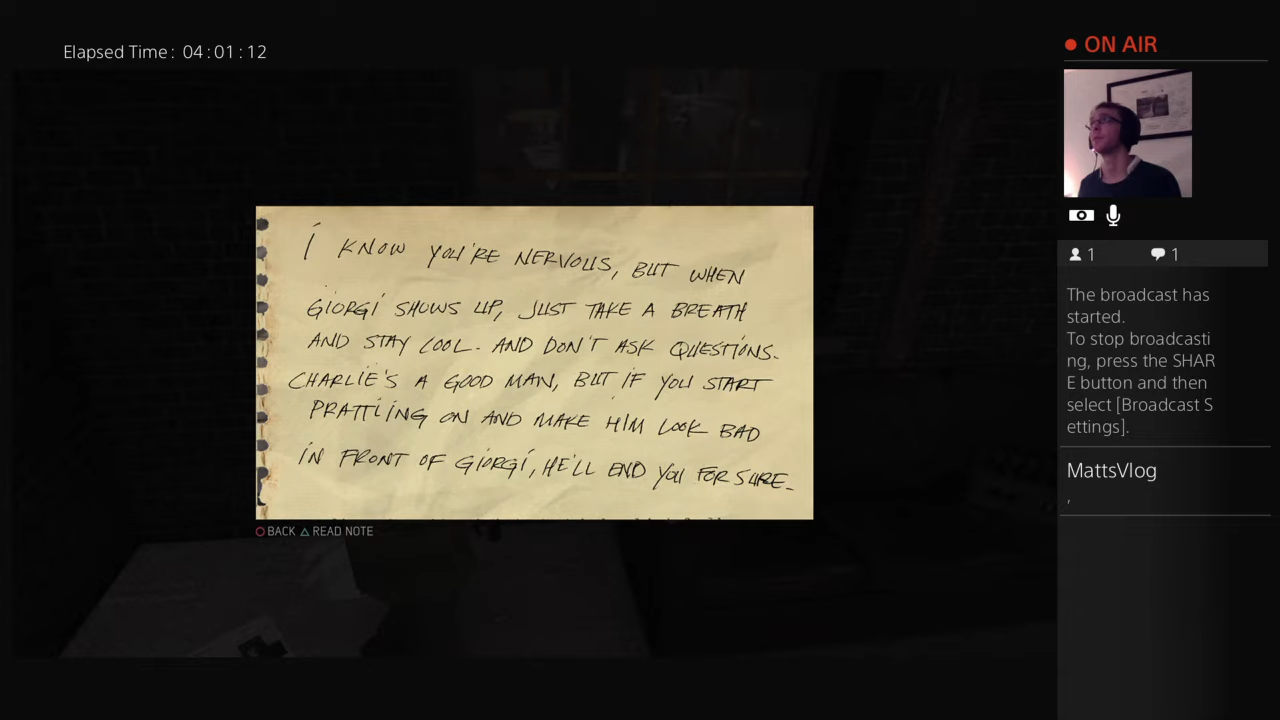 Elapsed Time: 04:01:12
ON AIR
I KNOW YOU'RE NERVOUS, BUT WHEN
GIORGI SHOWS UP, JUST TAKE A BREATH
AND STAY COOL. AND DON'T ASK QUESTIONS.
CHARLIE'S A GOOD MAN, BUT IF YOU START
PRATTLING ON AND MAKE HIM LOOK BAD
IN FRONT OF GIORGI, HE'LL END YOU FOR SURE.
BACK READ NOTE
1 1
The broadcast has
started.
To stop broadcasti
ng, press the SHAR
E button and then
select [Broadcast S
ettings].
MattsVlog
,